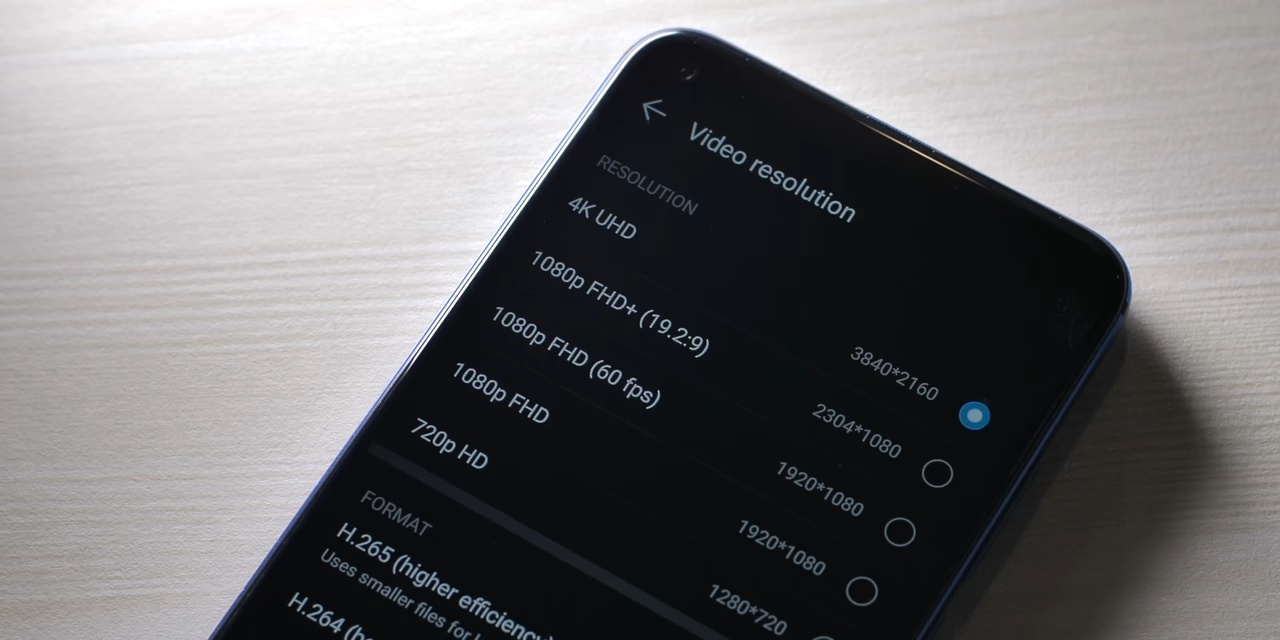 Video resolution
RESOLUTION
4K UHD 3840*2160
1080p FHD+ (19.2:9) 2304*1080
1080p FHD (60 fps) 1920*1080
1080p FHD 1920*1080
720p HD 1280*720
FORMAT
H.265 (higher efficiency)
Uses smaller files for
H.264